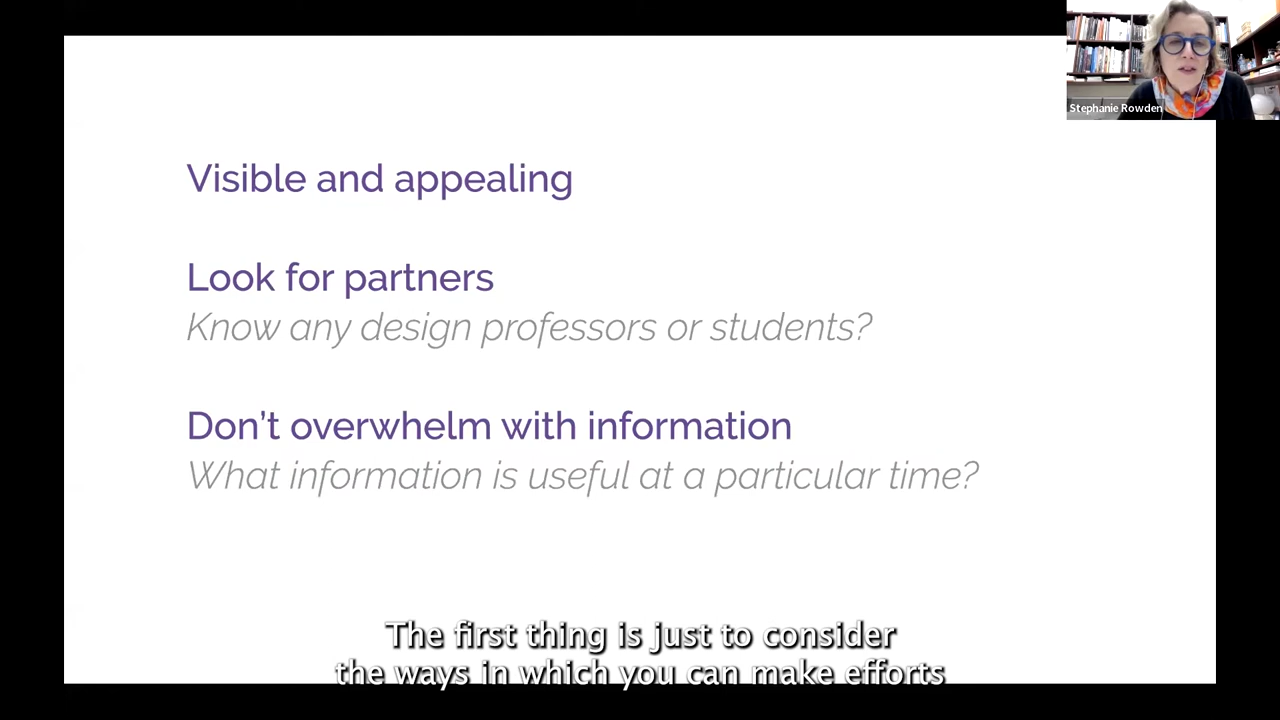 Stephanie Rowden
Visible and appealing
Look for partners
Know any design professors or students?
Don't overwhelm with information
What information is useful at a particular time?
The first thing is just to consider
the ways in which you can make efforts